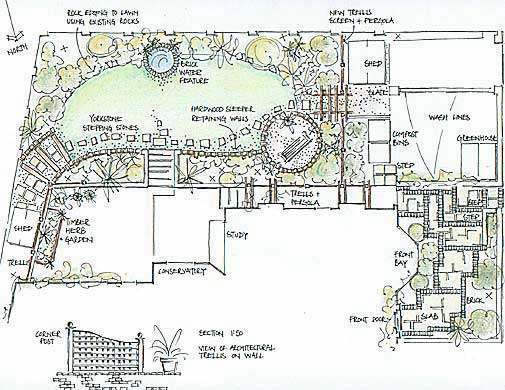 ROCK EDGING TO LAWN
USING EXISTING ROCKS
NEW TRELLIS
SCREEN + PERGOLA
NORTH
BRICK
WATER
FEATURE
SHED
SLATE
YORKSTONE
STEPPING STONES
HARDWOOD SLEEPER
RETAINING WALLS
WASH LINES
COMPOST
BINS
GREENHOUSE
STEP
TRELLIS +
PERGOLA
STEP
STEP
TIMBER
HERB
GARDEN
SHED
STUDY
TRELLIS
CONSERVATORY
FRONT
BAY
BRICK
SLAB
FRONT DOOR
CORNER
POST
SECTION 1:50
VIEW OF ARCHITECTURAL
TRELLIS ON WALL